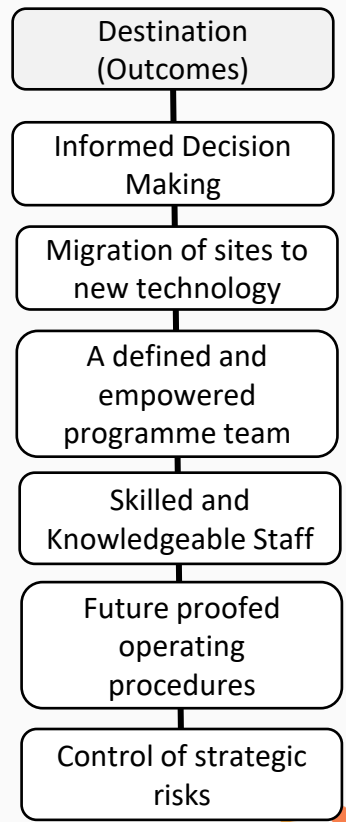 Destination
(Outcomes)
Informed Decision
Making
Migration of sites to
new technology
A defined and
empowered
programme team
Skilled and
Knowledgeable Staff
Future proofed
operating
procedures
Control of strategic
risks